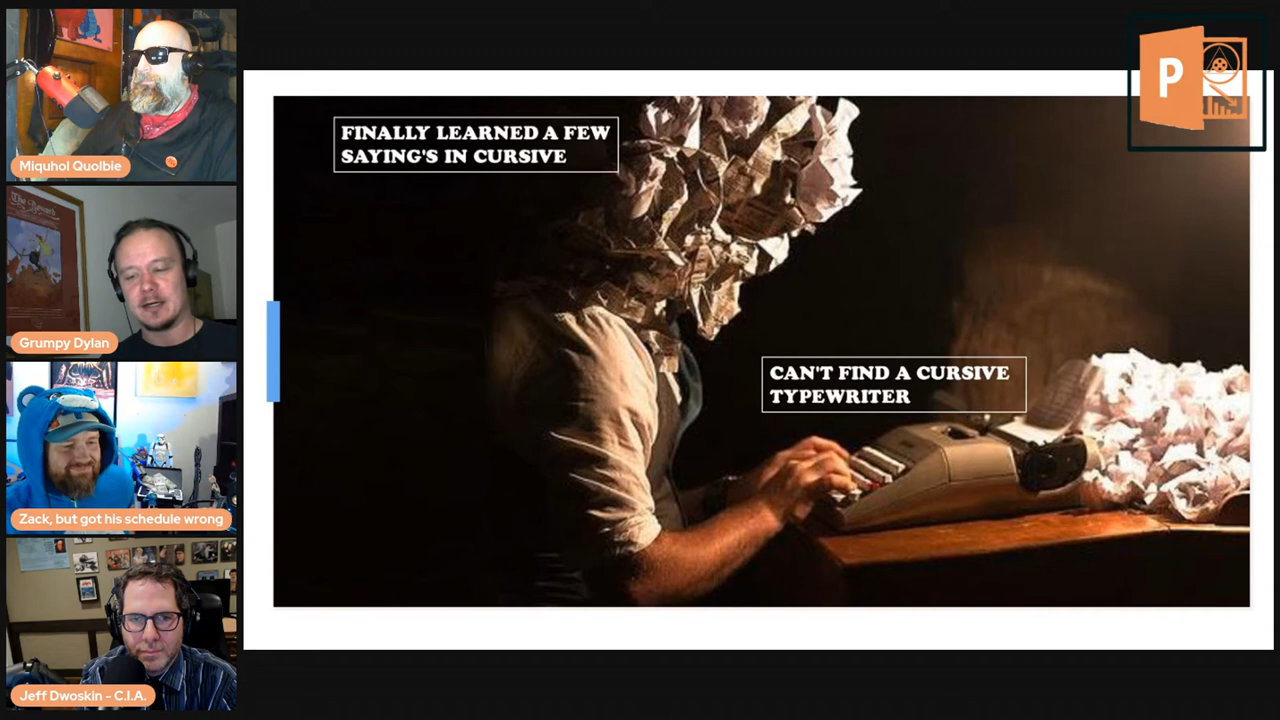 Miquhol Quolbie
Grumpy Dylan
Zack, but got his schedule wrong
Jeff Dwoskin - C.I.A.
FINALLY LEARNED A FEW
SAYING'S IN CURSIVE
CAN'T FIND A CURSIVE
TYPEWRITER
P